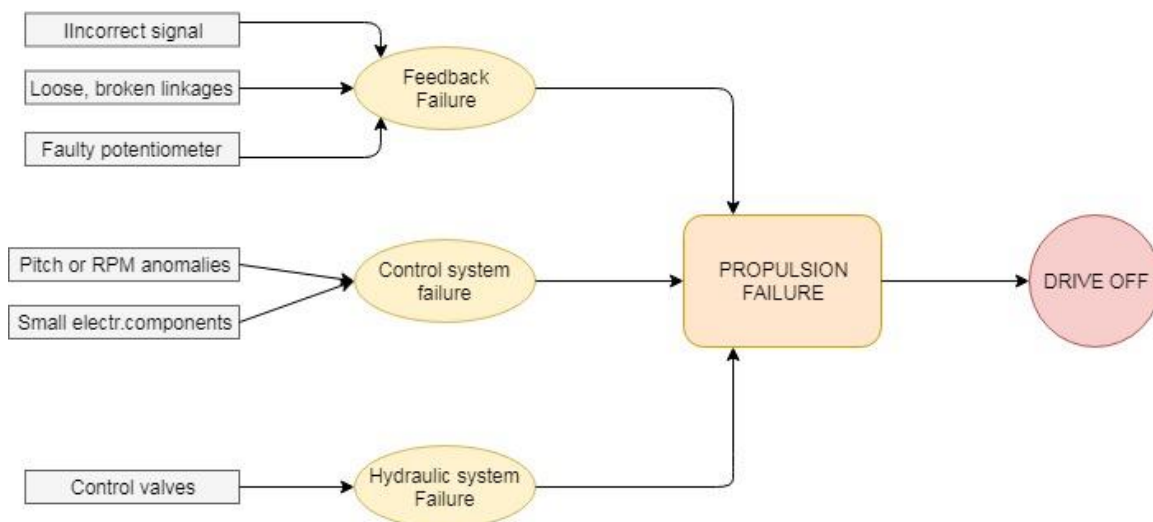 IIncorrect signal
Loose, broken linkages
Faulty potentiometer
Feedback
Failure
Pitch or RPM anomalies
Small electr.components
Control system
failure
PROPULSION
FAILURE
DRIVE OFF
Control valves
Hydraulic system
Failure